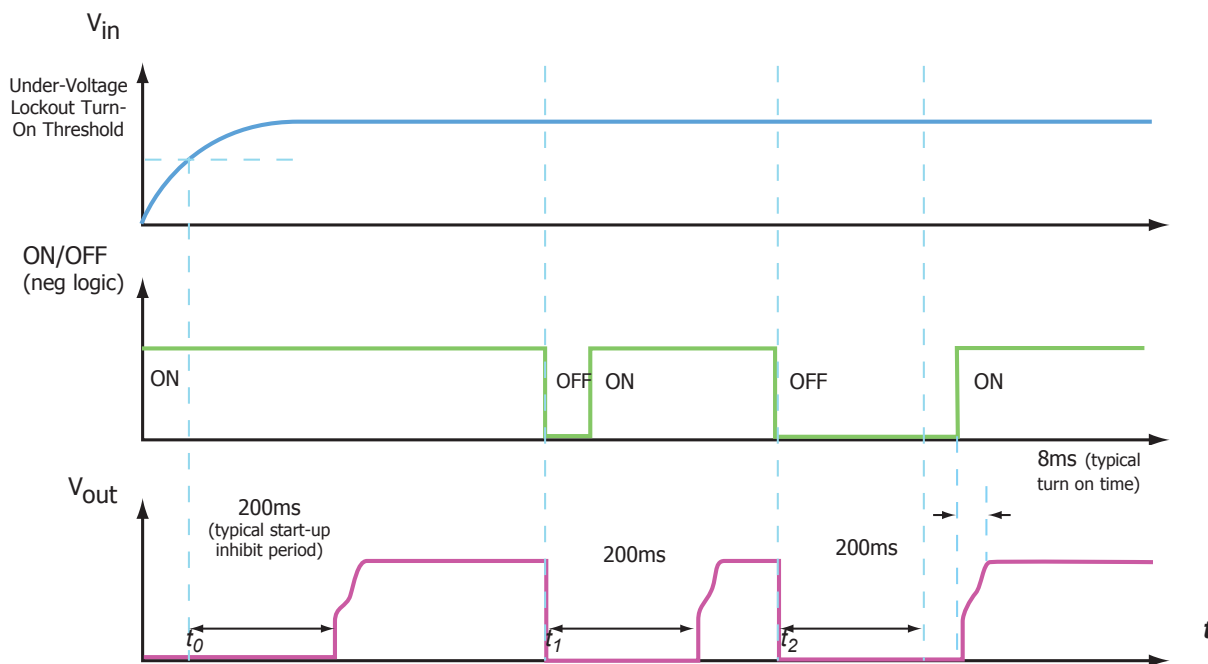 Vin
Under-Voltage
Lockout Turn-
On Threshold
ON/OFF
(neg logic)
ON
OFF
ON
OFF
ON
8ms (typical
turn on time)
Vout
200ms
(typical start-up
inhibit period)
200ms
200ms
t0
t1
t2
t